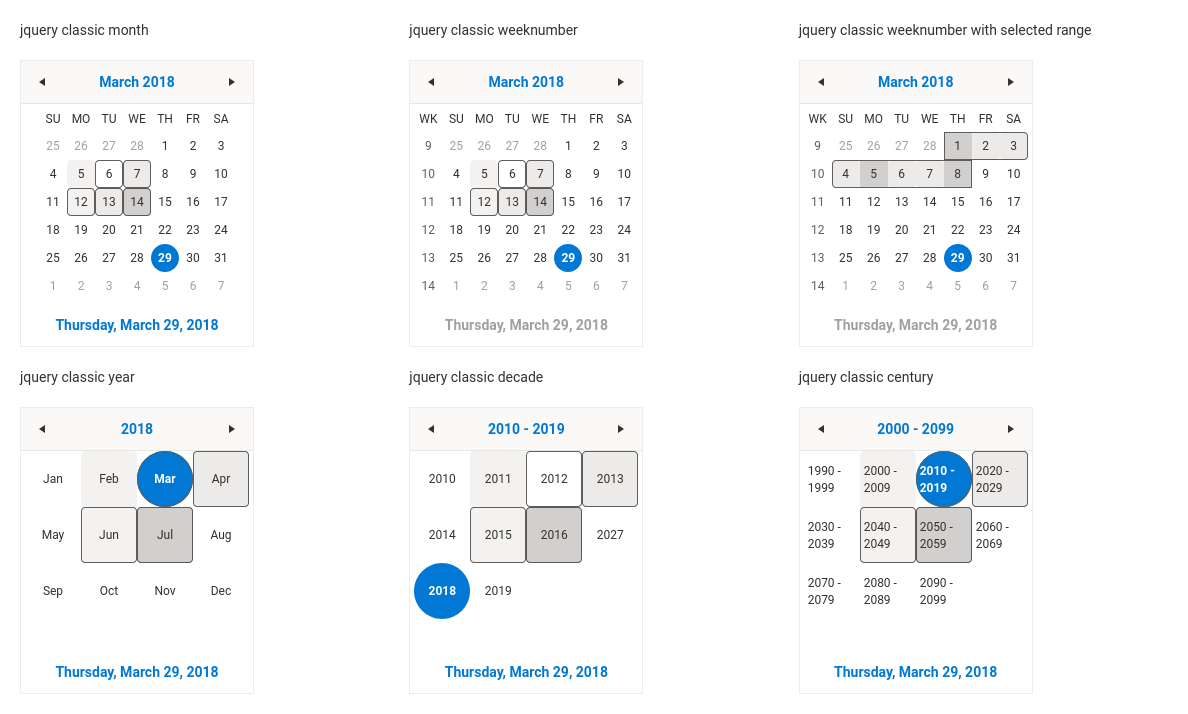 jquery classic month
March 2018
SU MO TU WE TH FR SA
25 26 27 28 1 2 3
4 5 6 7 8 9 10
11 12 13 14 15 16 17
18 19 20 21 22 23 24
25 26 27 28 29 30 31
1 2 3 4 5 6 7
Thursday, March 29, 2018
jquery classic weeknumber
March 2018
WK SU MO TU WE TH FR SA
9 25 26 27 28 1 2 3
10 4 5 6 7 8 9 10
11 11 12 13 14 15 16 17
12 18 19 20 21 22 23 24
13 25 26 27 28 29 30 31
14 1 2 3 4 5 6 7
Thursday, March 29, 2018
jquery classic weeknumber with selected range
March 2018
WK SU MO TU WE TH FR SA
9 25 26 27 28 1 2 3
10 4 5 6 7 8 9 10
11 11 12 13 14 15 16 17
12 18 19 20 21 22 23 24
13 25 26 27 28 29 30 31
14 1 2 3 4 5 6 7
Thursday, March 29, 2018
jquery classic year
2018
Jan Feb Mar Apr
May Jun Jul Aug
Sep Oct Nov Dec
Thursday, March 29, 2018
jquery classic decade
2010 - 2019
2010 2011 2012 2013
2014 2015 2016 2027
2018 2019
Thursday, March 29, 2018
jquery classic century
2000 - 2099
1990 - 2000 - 2010 - 2020 -
1999 2009 2019 2029
2030 - 2040 - 2050 - 2060 -
2039 2049 2059 2069
2070 - 2080 - 2090 -
2079 2089 2099
Thursday, March 29, 2018